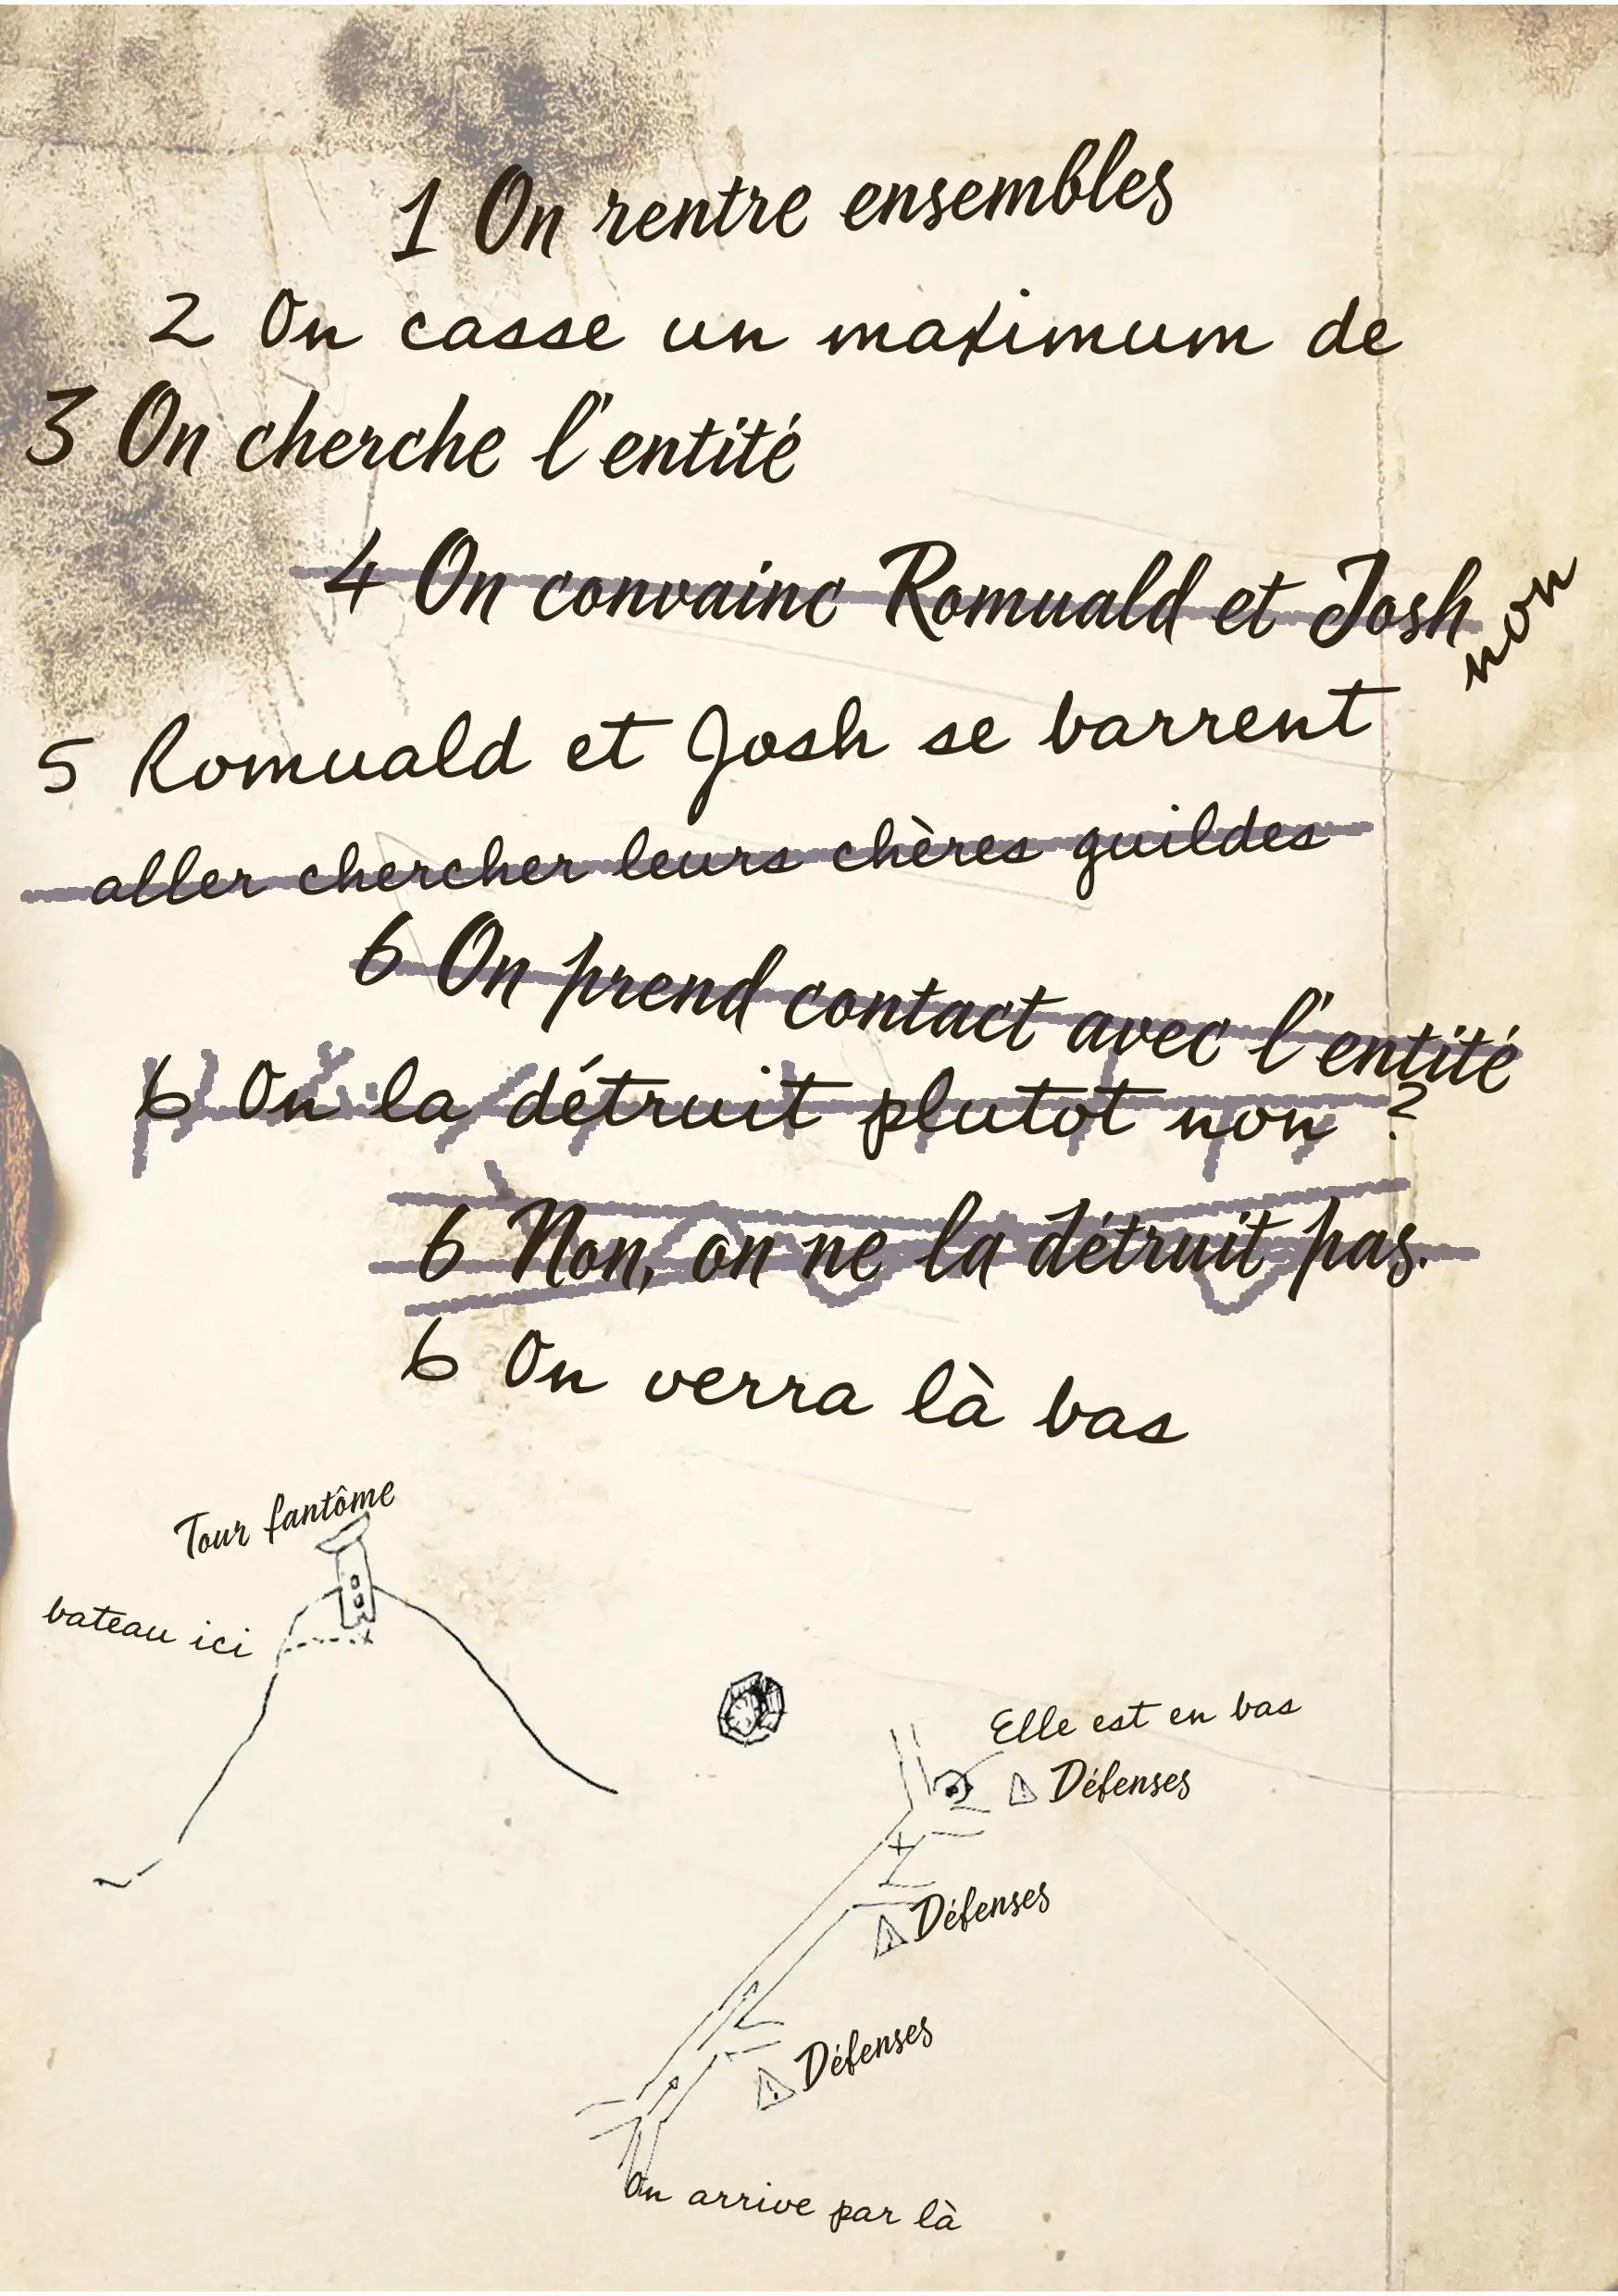 1 On rentre ensembles
2 On casse un maximum de
3 On cherche l'entité
4 On convainc Romuald et Josh
non
5 Romuald et Josh se barrent
aller chercher leurs chères guildes
6 On prend contact avec l'entité
6 On la détruit plutot non ?
6 Non, on ne la détruit pas.
6 On verra là bas
Tour fantôme
bateau ici
Elle est en bas
Défenses
Défenses
Défenses
On arrive par là